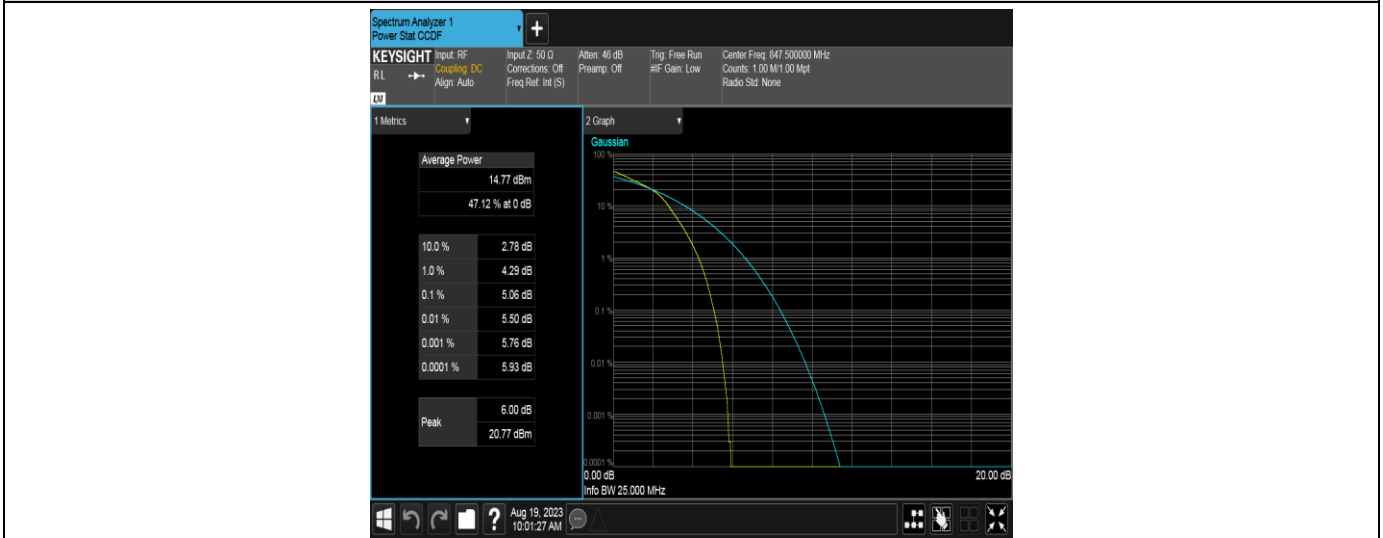 Spectrum Analyzer 1
Power Stat CCDF
+
KEYSIGHT
RL
LXI
Input: RF
Coupling: DC
Align: Auto
Input Z: 50 Ω
Corrections: Off
Freq Ref: Int (S)
Atten: 46 dB
Preamp: Off
Trig: Free Run
#IF Gain: Low
Center Freq: 847.500000 MHz
Counts: 1.00 M/1.00 Mpt
Radio Std: None
1 Metrics
Average Power
14.77 dBm
47.12 % at 0 dB
10.0 % 2.78 dB
1.0 % 4.29 dB
0.1 % 5.06 dB
0.01 % 5.50 dB
0.001 % 5.76 dB
0.0001 % 5.93 dB
Peak
6.00 dB
20.77 dBm
2 Graph
Gaussian
100 %
10 %
1 %
0.1 %
0.01 %
0.001 %
0.0001 %
0.00 dB 20.00 dB
Info BW 25.000 MHz
?
Aug 19, 2023
10:01:27 AM